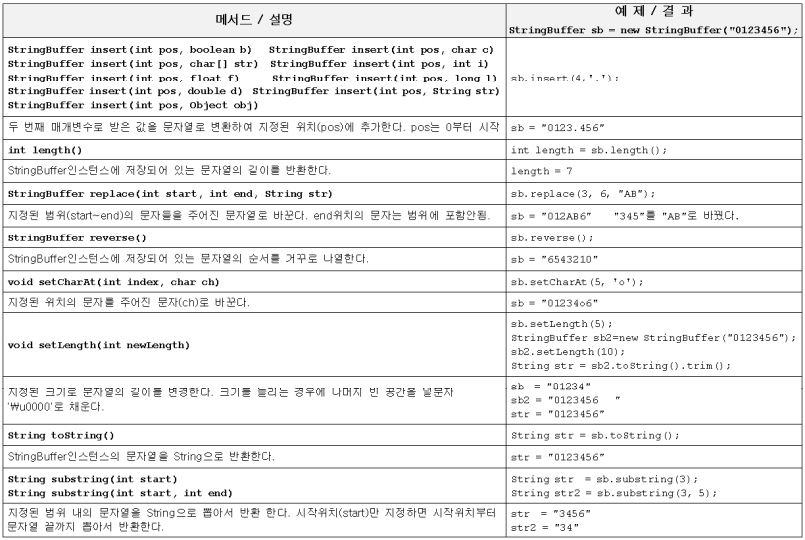 메서드 / 설명
예 제 / 결 과
StringBuffer sb = new StringBuffer("0123456");
StringBuffer insert(int pos, boolean b) StringBuffer insert(int pos, char c)
StringBuffer insert(int pos, char[] str) StringBuffer insert(int pos, int i)
StringBuffer insert(int pos, float f) StringBuffer insert(int pos, long l)
StringBuffer insert(int pos, double d) StringBuffer insert(int pos, String str)
StringBuffer insert(int pos, Object obj)
sb.insert(4,'.');
두 번째 매개변수로 받은 값을 문자열로 변환하여 지정된 위치(pos)에 추가한다. pos는 0부터 시작
sb = "0123.456"
int length()
int length = sb.length();
StringBuffer인스턴스에 저장되어 있는 문자열의 길이를 반환한다.
length = 7
StringBuffer replace(int start, int end, String str)
sb.replace(3, 6, "AB");
지정된 범위(start~end)의 문자들을 주어진 문자열로 바꾼다. end위치의 문자는 범위에 포함안됨.
sb = "012AB6" "345"를 "AB"로 바꿨다.
StringBuffer reverse()
sb.reverse();
StringBuffer인스턴스에 저장되어 있는 문자열의 순서를 거꾸로 나열한다.
sb = "6543210"
void setCharAt(int index, char ch)
sb.setCharAt(5, 'o');
지정된 위치의 문자를 주어진 문자(ch)로 바꾼다.
sb = "01234o6"
void setLength(int newLength)
sb.setLength(5);
StringBuffer sb2=new StringBuffer("0123456");
sb2.setLength(10);
String str = sb2.toString().trim();
지정된 크기로 문자열의 길이를 변경한다. 크기를 늘리는 경우에 나머지 빈 공간을 널문자
'₩u0000'로 채운다.
sb = "01234"
sb2 = "0123456 "
str = "0123456"
String toString()
String str = sb.toString();
StringBuffer인스턴스의 문자열을 String으로 반환한다.
str = "0123456"
String substring(int start)
String substring(int start, int end)
String str = sb.substring(3);
String str2 = sb.substring(3, 5);
지정된 범위 내의 문자열을 String으로 뽑아서 반환 한다. 시작위치(start)만 지정하면 시작위치부터
문자열 끝까지 뽑아서 반환한다.
str = "3456"
str2 = "34"